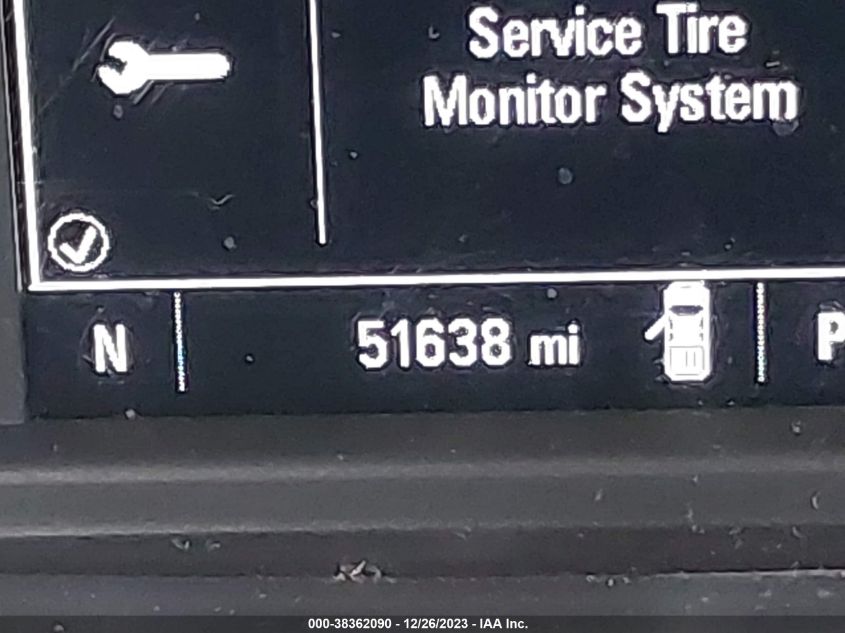 Service Tire
Monitor System
N 51638 mi P
000-38362090 - 12/26/2023 - IAA Inc.